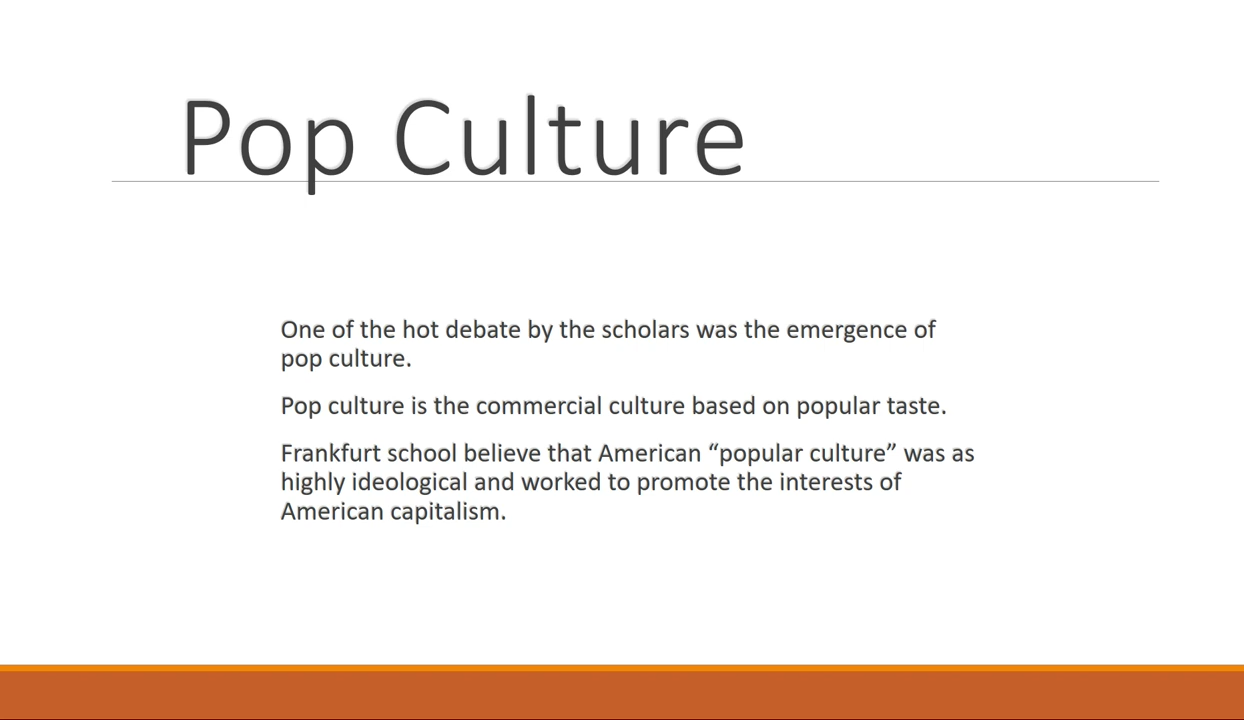 Pop Culture
One of the hot debate by the scholars was the emergence of
pop culture.
Pop culture is the commercial culture based on popular taste.
Frankfurt school believe that American “popular culture” was as
highly ideological and worked to promote the interests of
American capitalism.